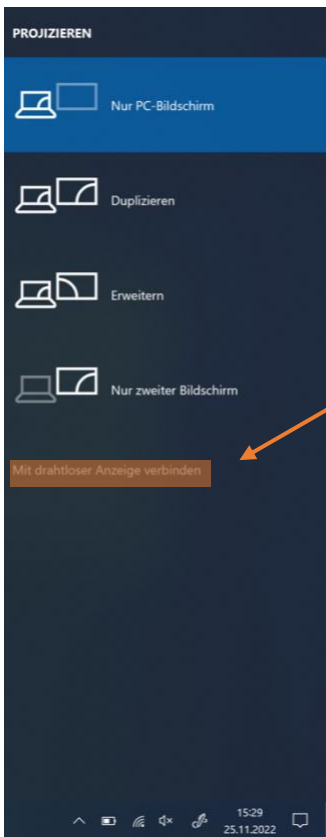 PROJIZIEREN
Nur PC-Bildschirm
Duplizieren
Erweitern
Nur zweiter Bildschirm
Mit drahtloser Anzeige verbinden
15:29
25.11.2022